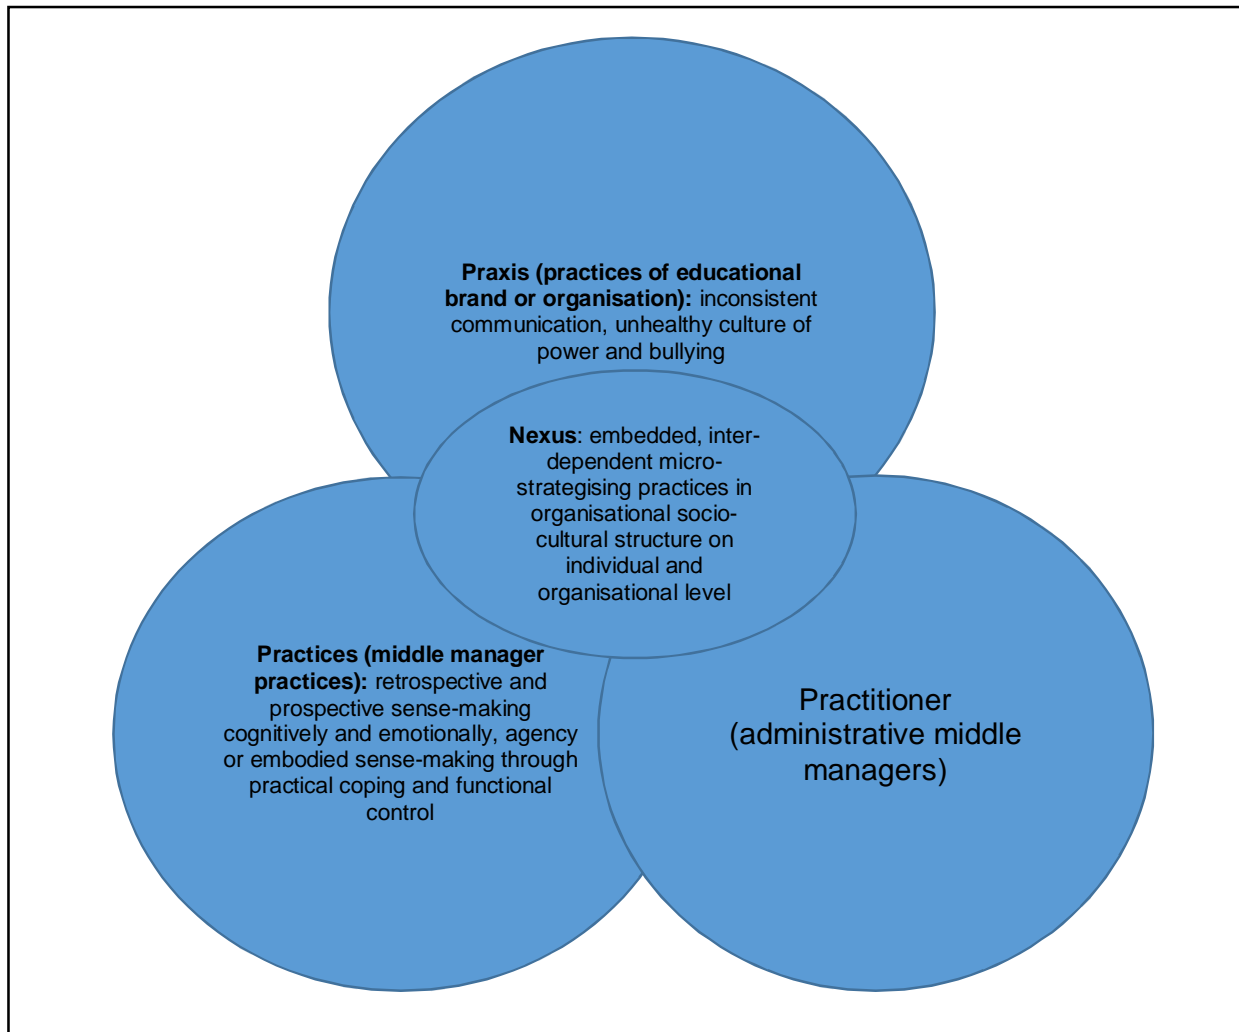 Praxis (practices of educational
brand or organisation): inconsistent
communication, unhealthy culture of
power and bullying
Nexus: embedded, inter-
dependent micro-
strategising practices in
organisational socio-
cultural structure on
individual and
organisational level
Practices (middle manager
practices): retrospective and
prospective sense-making
cognitively and emotionally, agency
or embodied sense-making through
practical coping and functional
control
Practitioner
(administrative middle
managers)